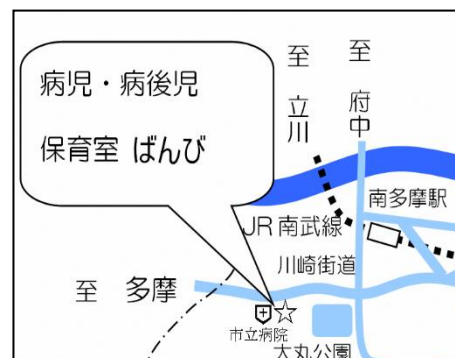 病児・病後児
保育室 ばんび
至 立川
至 府中
南多摩駅
JR南武線
川崎街道
至 多摩
市立病院
大丸公園